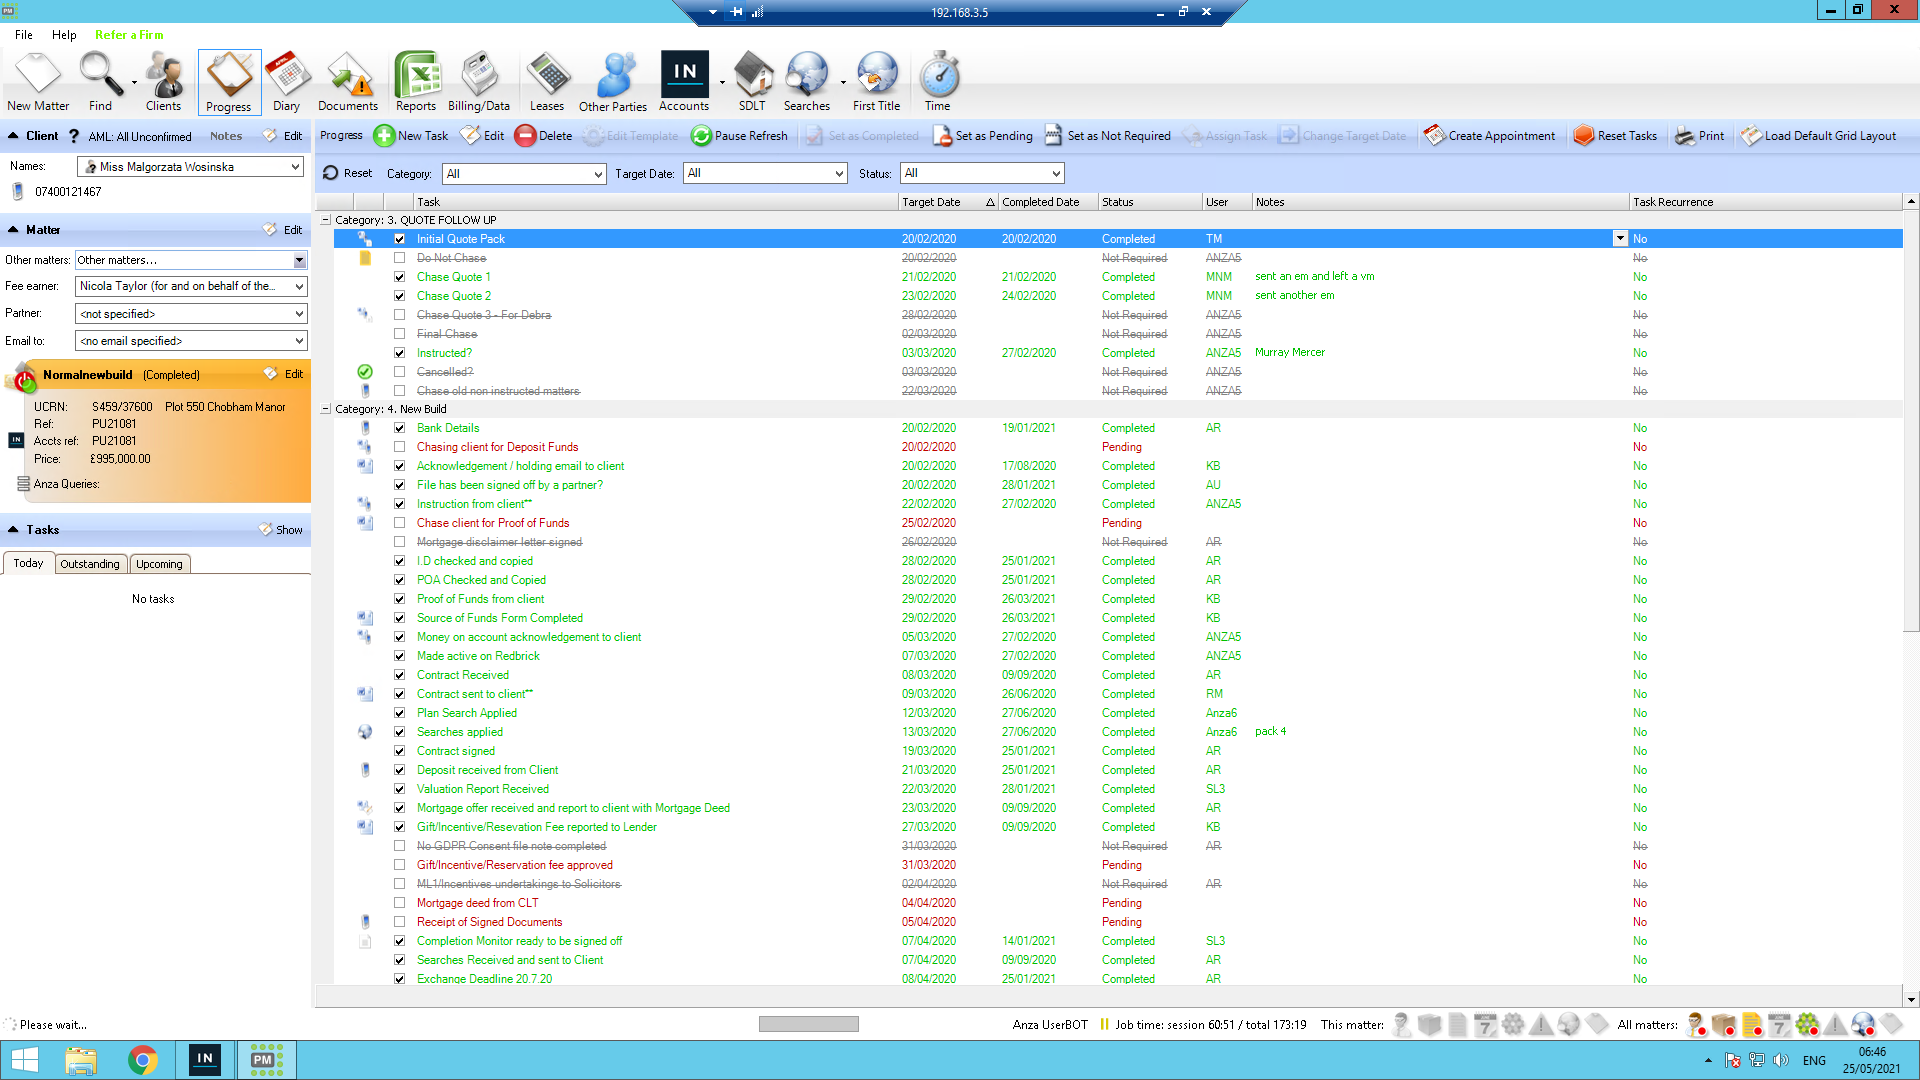 192.168.3.5
File Help Refer a Firm
New Matter Find Clients Progress Diary Documents Reports Billing/Data Leases Other Parties Accounts SDLT Searches First Title Time
Client ? AML: All Unconfirmed Notes Edit
Progress New Task Edit Delete Edit Template Pause Refresh Set as Completed Set as Pending Set as Not Required Assign Task Change Target Date Create Appointment Reset Tasks Print Load Default Grid Layout
Names: Miss Malgorzata Wosinska
07400121467
Reset Category: All Target Date: All Status: All
Matter Edit
Other matters: Other matters...
Fee earner: Nicola Taylor (for and on behalf of the...
Partner: <not specified>
Email to: <no email specified>
Normalnewbuild (Completed) Edit
UCRN: S459/37600 Plot 550 Chobham Manor
Ref: PU21081
IN Accts ref: PU21081
Price: £995,000.00
Anza Queries:
Tasks Show
Today Outstanding Upcoming
No tasks
Task Target Date Completed Date Status User Notes Task Recurrence
Category: 3. QUOTE FOLLOW UP
Initial Quote Pack 20/02/2020 20/02/2020 Completed TM No
Do Not Chase 20/02/2020 Not Required ANZA5 No
Chase Quote 1 21/02/2020 21/02/2020 Completed MNM sent an em and left a vm No
Chase Quote 2 23/02/2020 24/02/2020 Completed MNM sent another em No
Chase Quote 3 - For Debra 28/02/2020 Not Required ANZA5 No
Final Chase 02/03/2020 Not Required ANZA5 No
Instructed? 03/03/2020 27/02/2020 Completed ANZA5 Murray Mercer No
Cancelled? 03/03/2020 Not Required ANZA5 No
Chase old non instructed matters 22/03/2020 Not Required ANZA5 No
Category: 4. New Build
Bank Details 20/02/2020 19/01/2021 Completed AR No
Chasing client for Deposit Funds 20/02/2020 Pending No
Acknowledgement / holding email to client 20/02/2020 17/08/2020 Completed KB No
File has been signed off by a partner? 20/02/2020 28/01/2021 Completed AU No
Instruction from client** 22/02/2020 27/02/2020 Completed ANZA5 No
Chase client for Proof of Funds 25/02/2020 Pending No
Mortgage disclaimer letter signed 26/02/2020 Not Required AR No
I.D checked and copied 28/02/2020 25/01/2021 Completed AR No
POA Checked and Copied 28/02/2020 25/01/2021 Completed AR No
Proof of Funds from client 29/02/2020 26/03/2021 Completed KB No
Source of Funds Form Completed 29/02/2020 26/03/2021 Completed KB No
Money on account acknowledgement to client 05/03/2020 27/02/2020 Completed ANZA5 No
Made active on Redbrick 07/03/2020 27/02/2020 Completed ANZA5 No
Contract Received 08/03/2020 09/09/2020 Completed AR No
Contract sent to client** 09/03/2020 26/06/2020 Completed RM No
Plan Search Applied 12/03/2020 27/06/2020 Completed Anza6 No
Searches applied 13/03/2020 27/06/2020 Completed Anza6 pack 4 No
Contract signed 19/03/2020 25/01/2021 Completed AR No
Deposit received from Client 21/03/2020 25/01/2021 Completed AR No
Valuation Report Received 22/03/2020 28/01/2021 Completed SL3 No
Mortgage offer received and report to client with Mortgage Deed 23/03/2020 09/09/2020 Completed AR No
Gift/Incentive/Resevation Fee reported to Lender 27/03/2020 09/09/2020 Completed KB No
No GDPR Consent file note completed 31/03/2020 Not Required AR No
Gift/Incentive/Reservation fee approved 31/03/2020 Pending No
ML1/Incentives undertakings to Solicitors 02/04/2020 Not Required AR No
Mortgage deed from CLT 04/04/2020 Pending No
Receipt of Signed Documents 05/04/2020 Pending No
Completion Monitor ready to be signed off 07/04/2020 14/01/2021 Completed SL3 No
Searches Received and sent to Client 07/04/2020 09/09/2020 Completed AR No
Exchange Deadline 20.7.20 08/04/2020 25/01/2021 Completed AR No
Please wait... Anza UserBOT Job time: session 60:51 / total 173:19 This matter: All matters:
IN PM ENG 06:46
25/05/2021